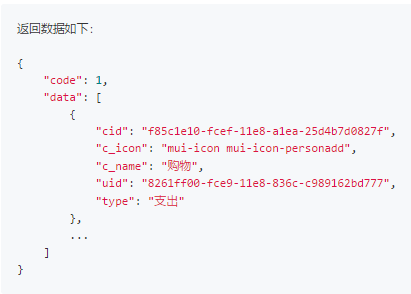 返回数据如下：
{
    "code": 1,
    "data": [
        {
            "cid": "f85c1e10-fcef-11e8-a1ea-25d4b7d0827f",
            "c_icon": "mui-icon mui-icon-personadd",
            "c_name": "购物",
            "uid": "8261ff00-fce9-11e8-836c-c989162bd777",
            "type": "支出"
        },
        ...
    ]
}